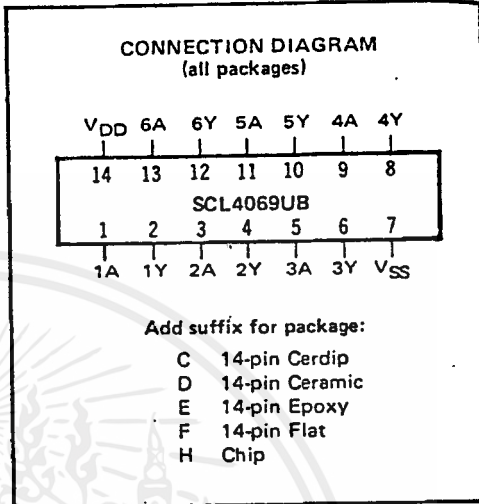 CONNECTION DIAGRAM
(all packages)
VDD 6A 6Y 5A 5Y 4A 4Y
14 13 12 11 10 9 8
SCL4069UB
1 2 3 4 5 6 7
1A 1Y 2A 2Y 3A 3Y VSS
Add suffix for package:
C 14-pin Cerdip
D 14-pin Ceramic
E 14-pin Epoxy
F 14-pin Flat
H Chip